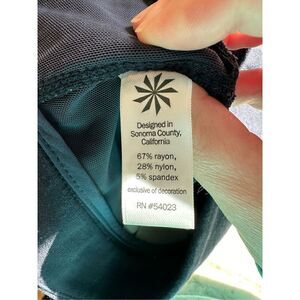 Designed in
Sonoma County,
California
67% rayon,
28% nylon,
5% spandex
exclusive of decoration
RN #54023